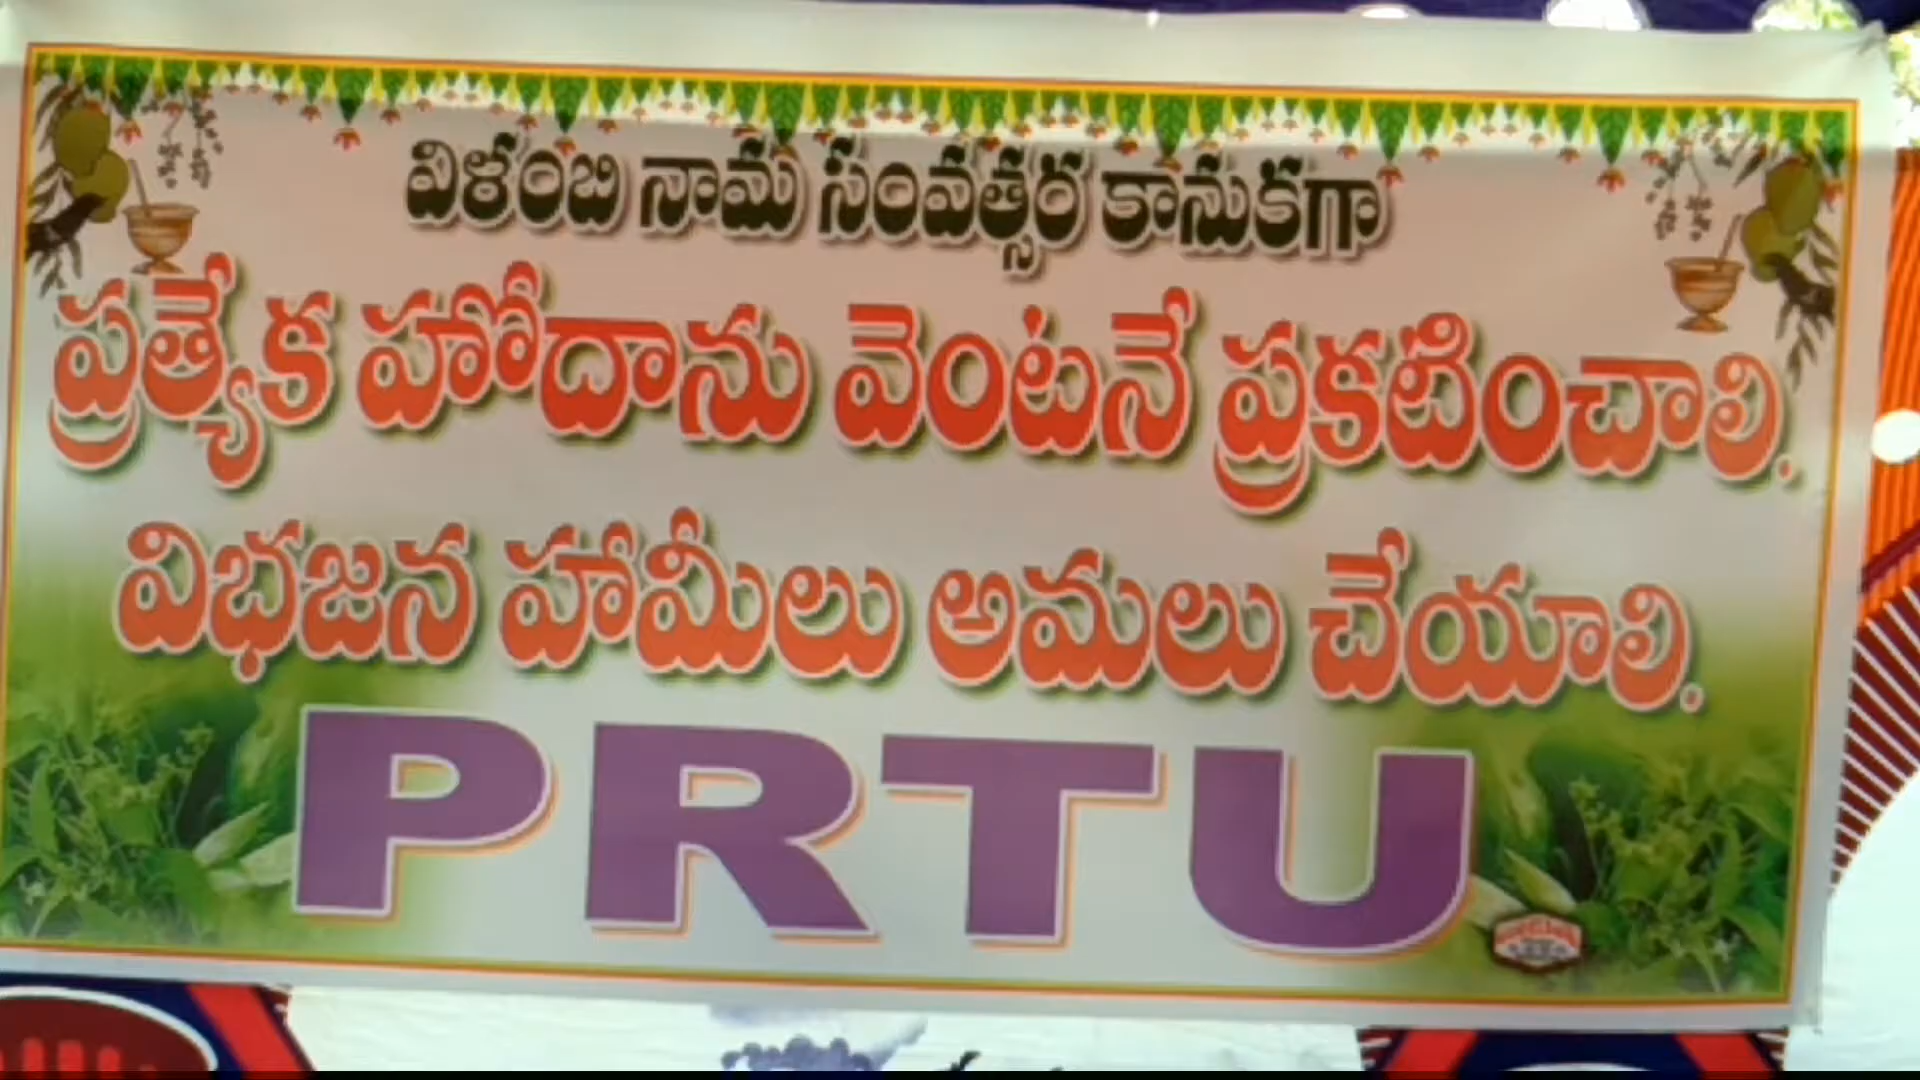 విళంబి నామ సంవత్సర కానుకగా
ప్రత్యేక హోదాను వెంటనే ప్రకటించాలి.
విభజన హామీలు అమలు చేయాలి.
PRTU